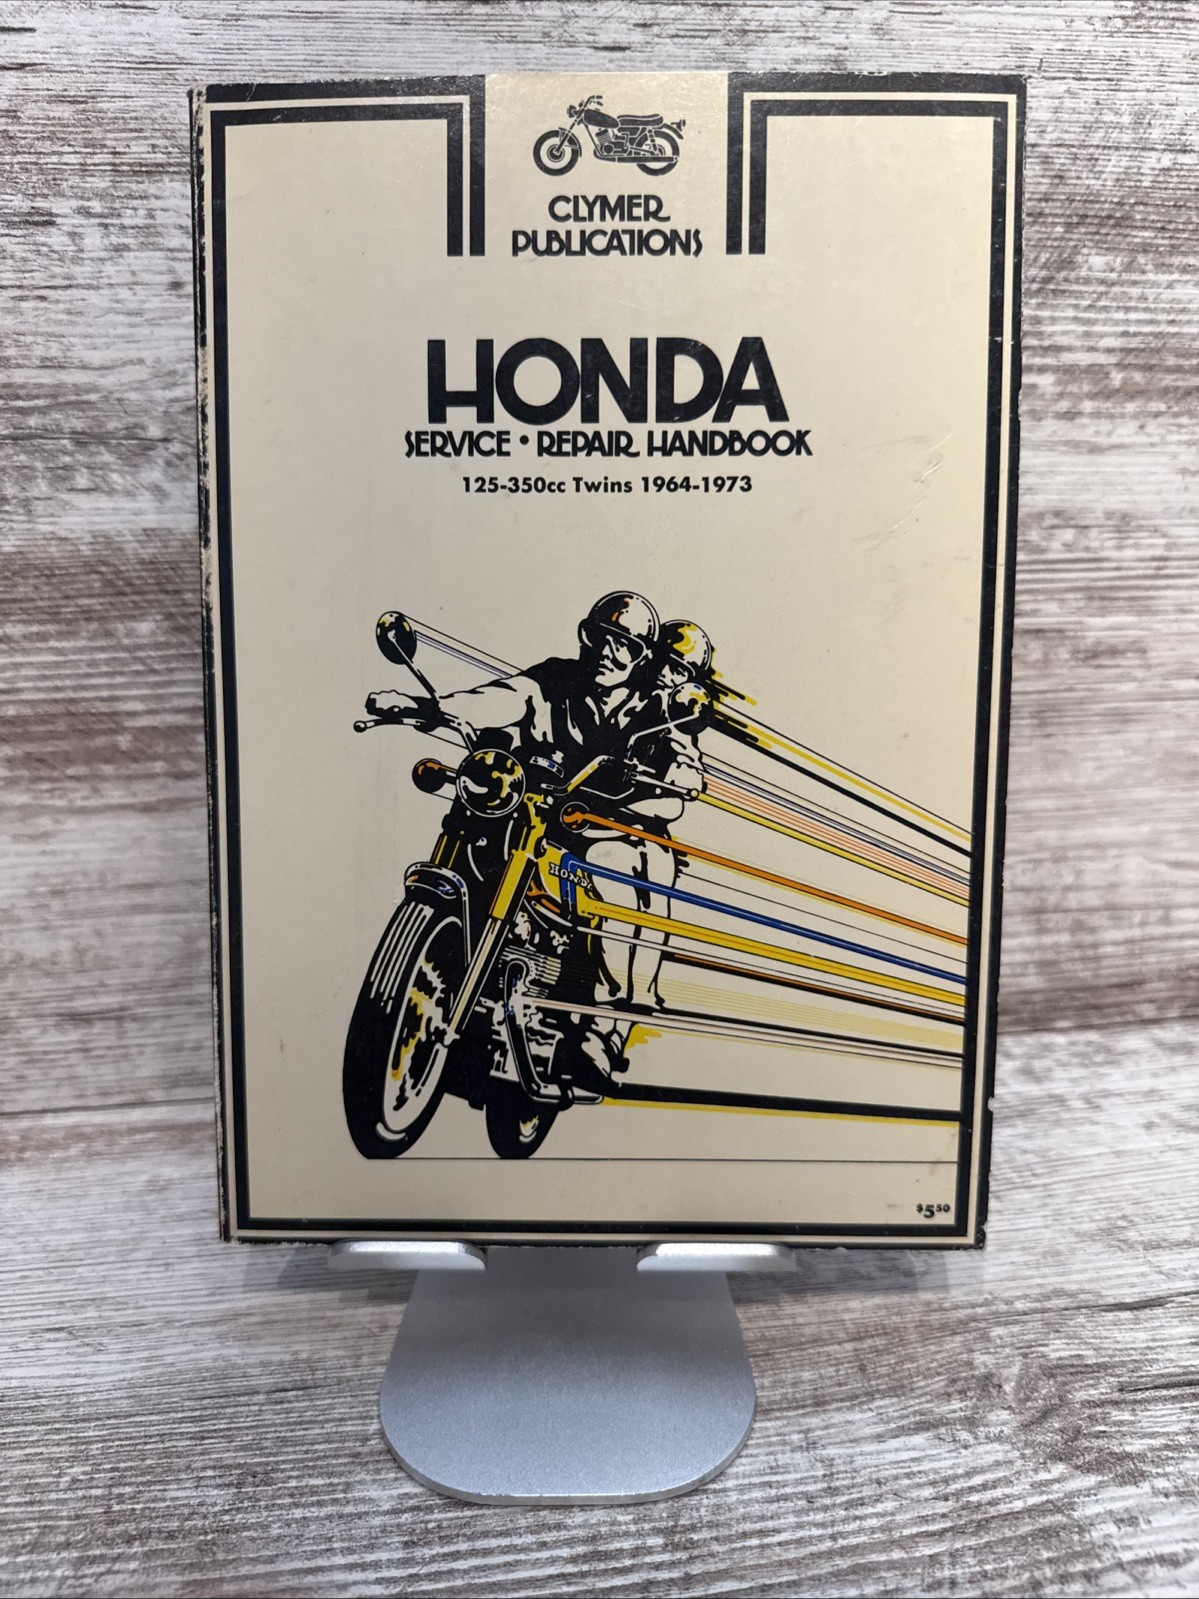 CLYMER
PUBLICATIONS
HONDA
SERVICE • REPAIR HANDBOOK
125-350cc Twins 1964-1973
HONDA
$5.50